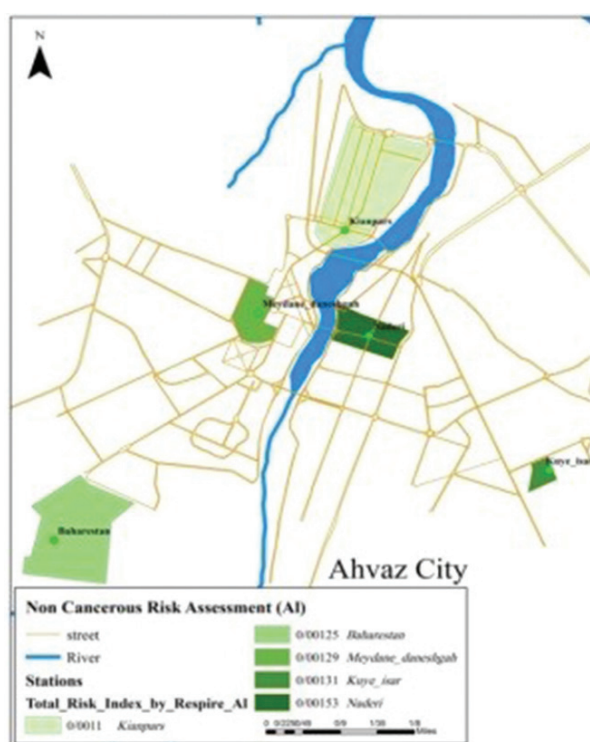 N
Kianpars
Meydane_daneshgah
Naderi
Kuye_isar
Baharestan
Ahvaz City
Non Cancerous Risk Assessment (Al)
street
River
Stations
Total_Risk_Index_by_Respire_Al
0/0011 Kianpars
0/00125 Baharestan
0/00129 Meydane_daneshgah
0/00131 Kuye_isar
0/00153 Naderi
Miles